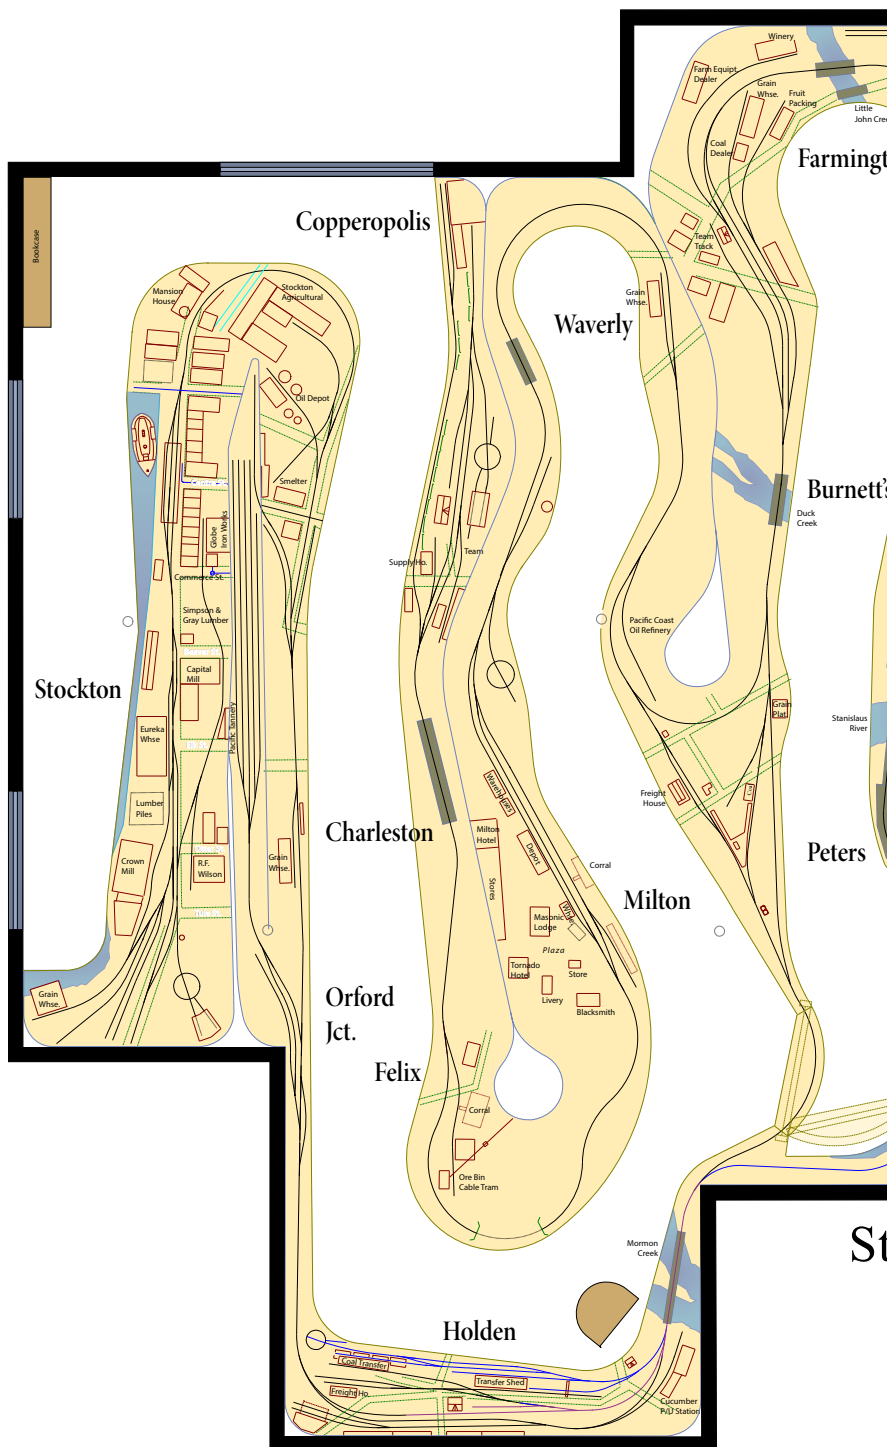 Winery
Farm Equipt.
Dealer
Grain
Whse.
Fruit
Packing
Little
John Cree
Coal
Dealer
Farmingt
Copperopolis
Bookcase
Team
Track
Mansion
House
Stockton
Agricultural
Grain
Whse.
Waverly
Oil Depot
Smelter
Burnett's
Duck
Creek
Globe
Iron Works
Team
Supply Ho.
Commerce St.
Simpson &
Gray Lumber
Pacific Coast
Oil Refinery
Stockton
Capital
Mill
Pacific Tannery
Grain
Plat.
Stanislaus
River
Eureka
Whse
Lumber
Piles
Warehouses
Freight
House
Coal
Charleston
Milton
Hotel
Depot
Peters
Crown
Mill
R.F.
Wilson
Grain
Whse.
Corral
Stores
Milton
Masonic
Lodge
Whse
Plaza
Tornado
Hotel
Store
Livery
Blacksmith
Grain
Whse.
Orford
Jct.
Felix
Corral
Ore Bin
Cable Tram
Mormon
Creek
St
Holden
Coal Transfer
Transfer Shed
Freight Ho.
Cucumber
P/U Station